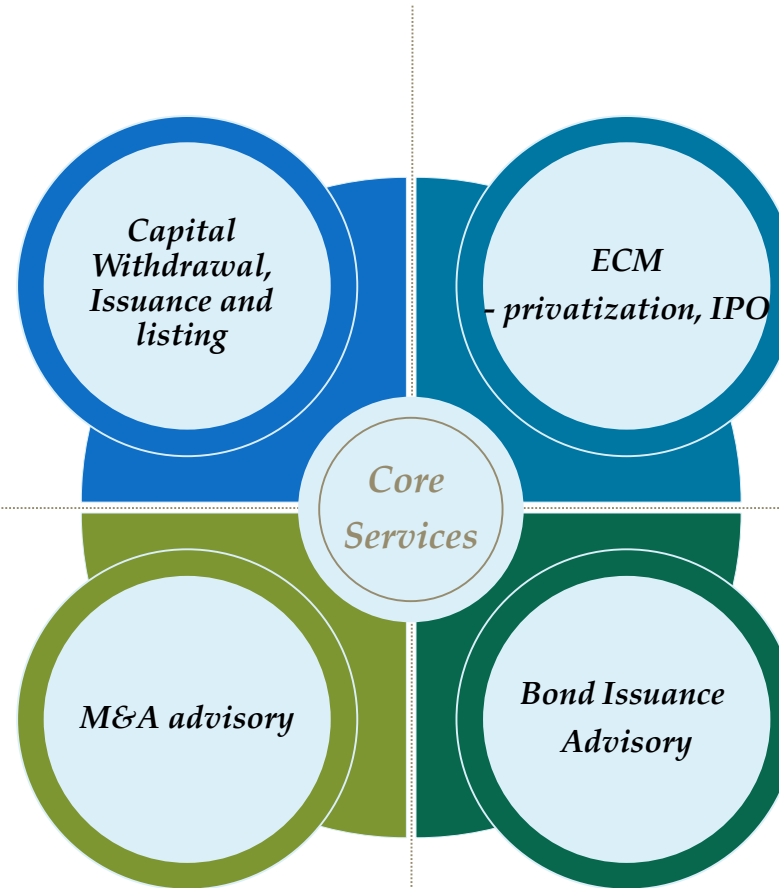 Capital
Withdrawal,
Issuance and
listing
ECM
- privatization, IPO
Core
Services
M&A advisory
Bond Issuance
Advisory